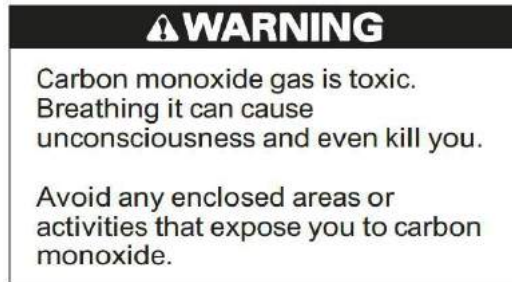 WARNING
Carbon monoxide gas is toxic.
Breathing it can cause
unconsciousness and even kill you.
Avoid any enclosed areas or
activities that expose you to carbon
monoxide.